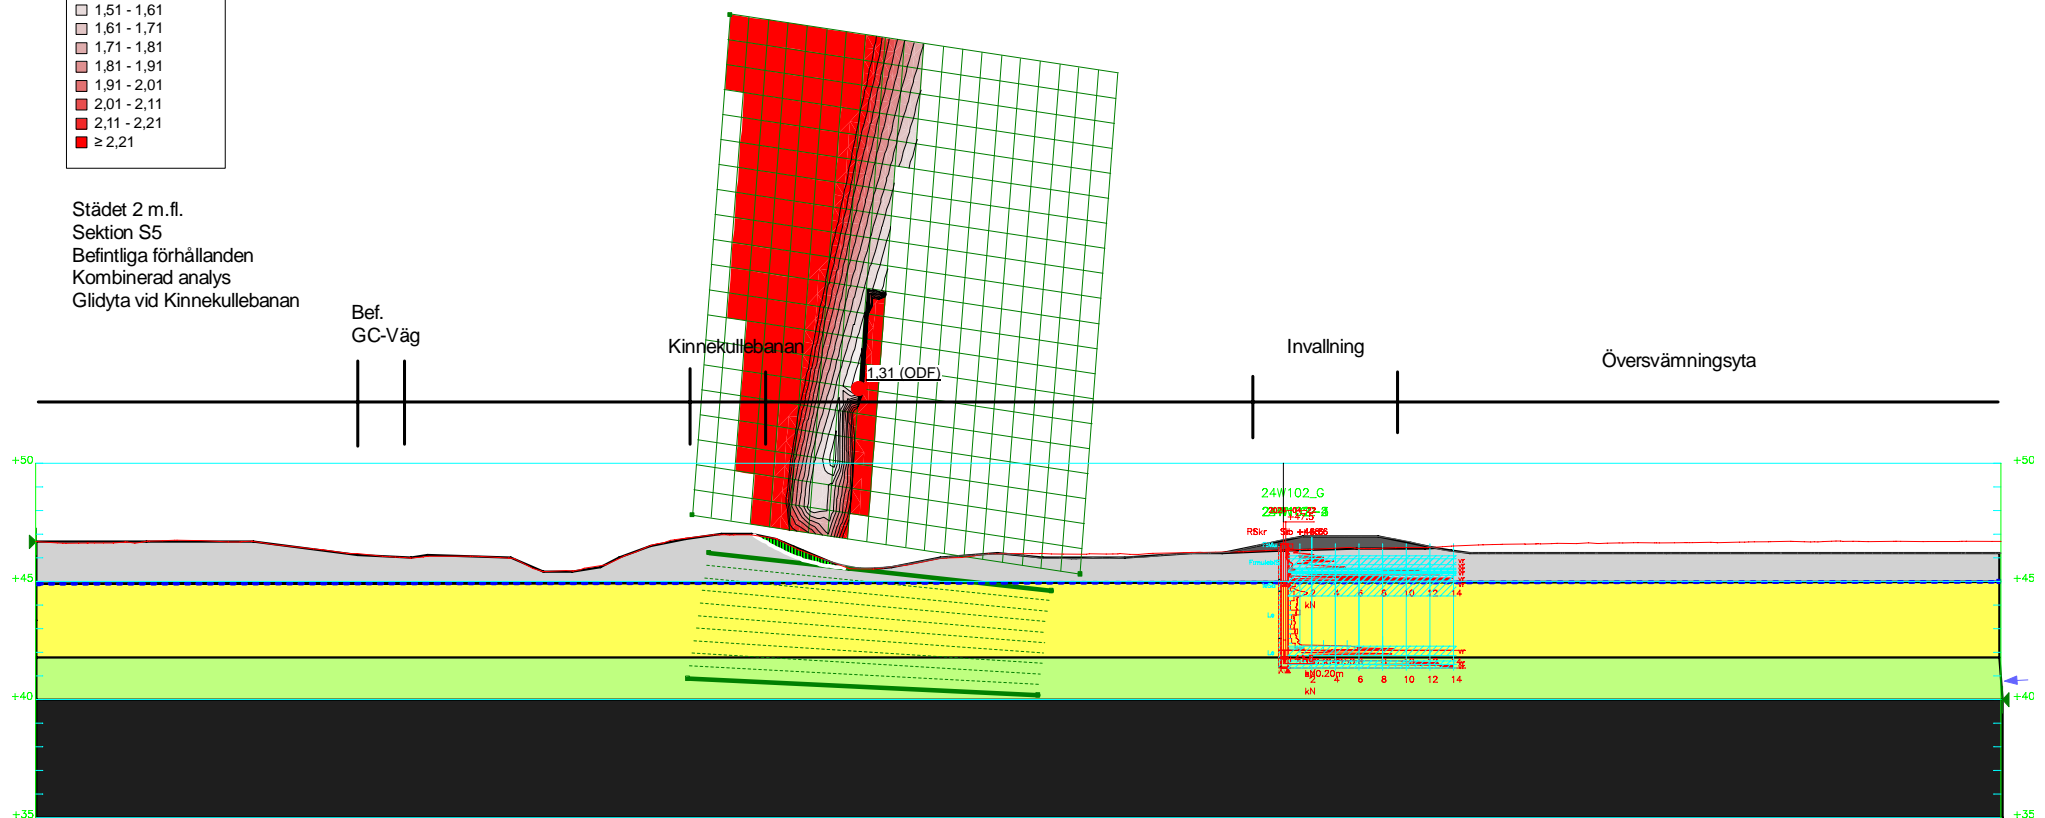 1,51 - 1,61
1,61 - 1,71
1,71 - 1,81
1,81 - 1,91
1,91 - 2,01
2,01 - 2,11
2,11 - 2,21
≥ 2,21
Städet 2 m.fl.
Sektion S5
Befintliga förhållanden
Kombinerad analys
Glidyta vid Kinnekullebanan
Bef.
GC-Väg
Kinnekullebanan
Invallning
Översvämningsyta
1,31 (ODF)
+50
+50
24W102_G
+47.5
+45
+45
2 4 6 8 10 12 14
kN
2 4 6 8 10 12 14
kN
+40
+40
+35
+35